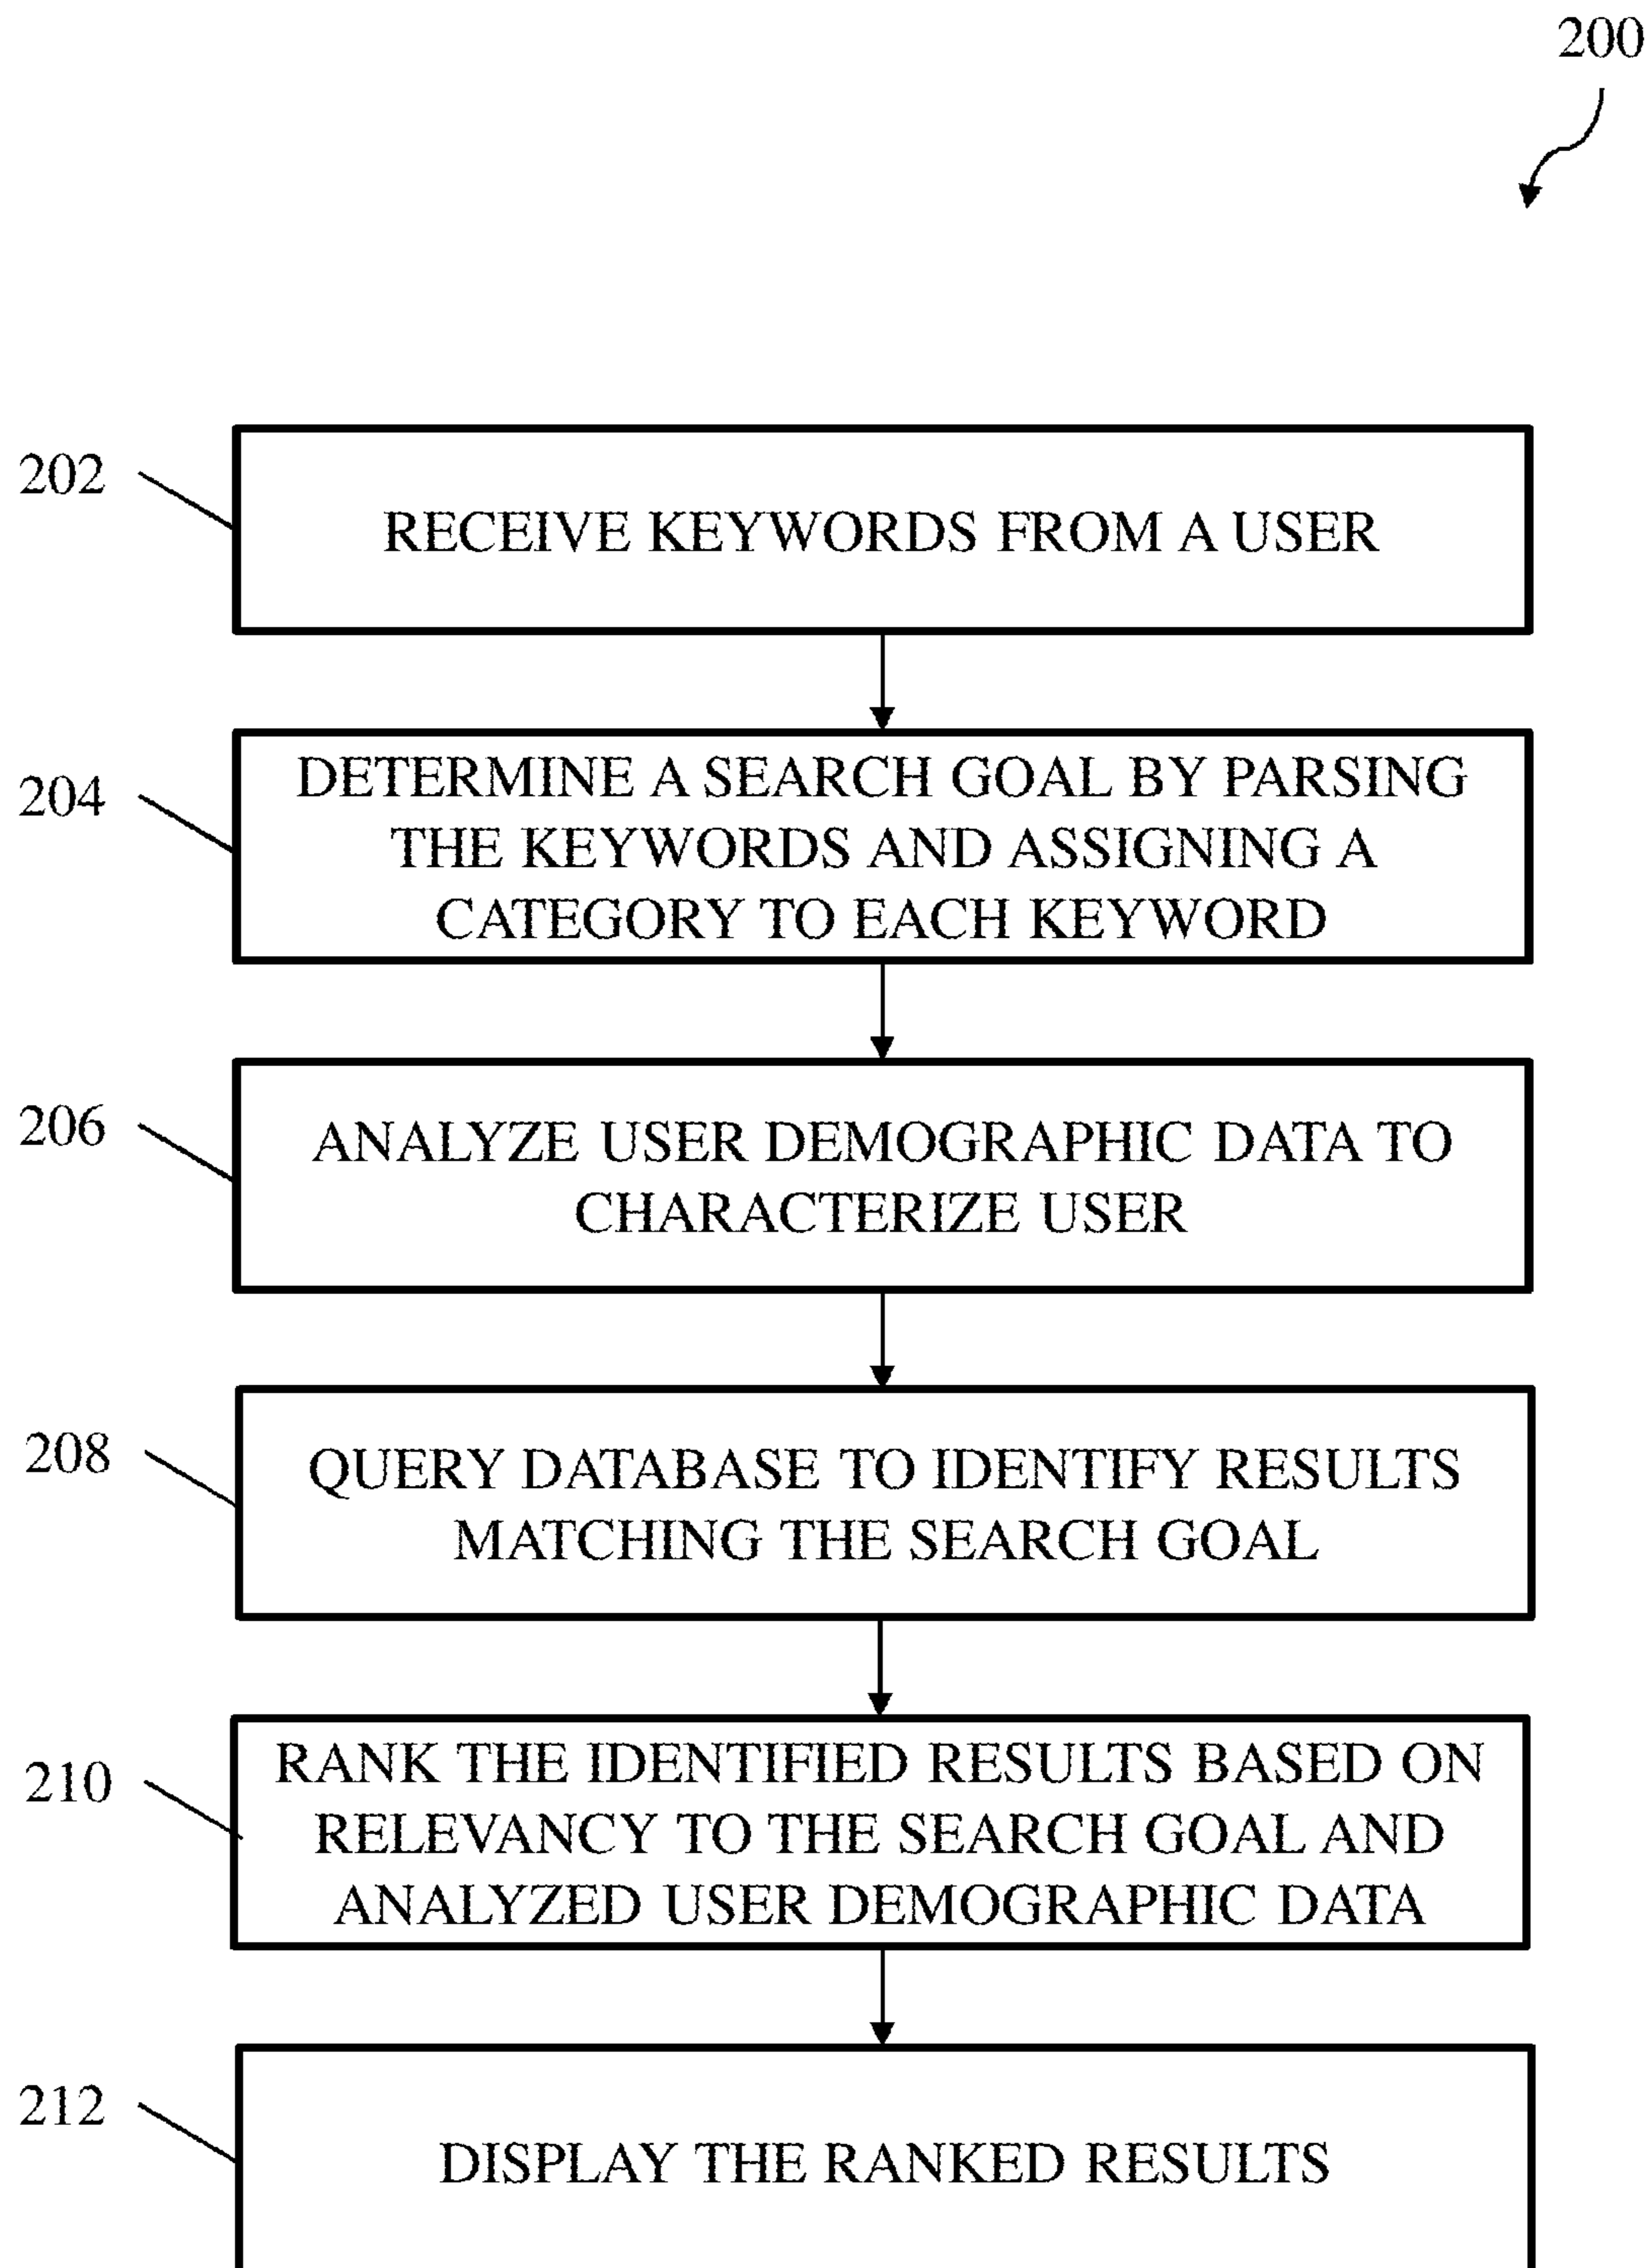 200
202
RECEIVE KEYWORDS FROM A USER
204
DETERMINE A SEARCH GOAL BY PARSING
THE KEYWORDS AND ASSIGNING A
CATEGORY TO EACH KEYWORD
206
ANALYZE USER DEMOGRAPHIC DATA TO
CHARACTERIZE USER
208
QUERY DATABASE TO IDENTIFY RESULTS
MATCHING THE SEARCH GOAL
210
RANK THE IDENTIFIED RESULTS BASED ON
RELEVANCY TO THE SEARCH GOAL AND
ANALYZED USER DEMOGRAPHIC DATA
212
DISPLAY THE RANKED RESULTS